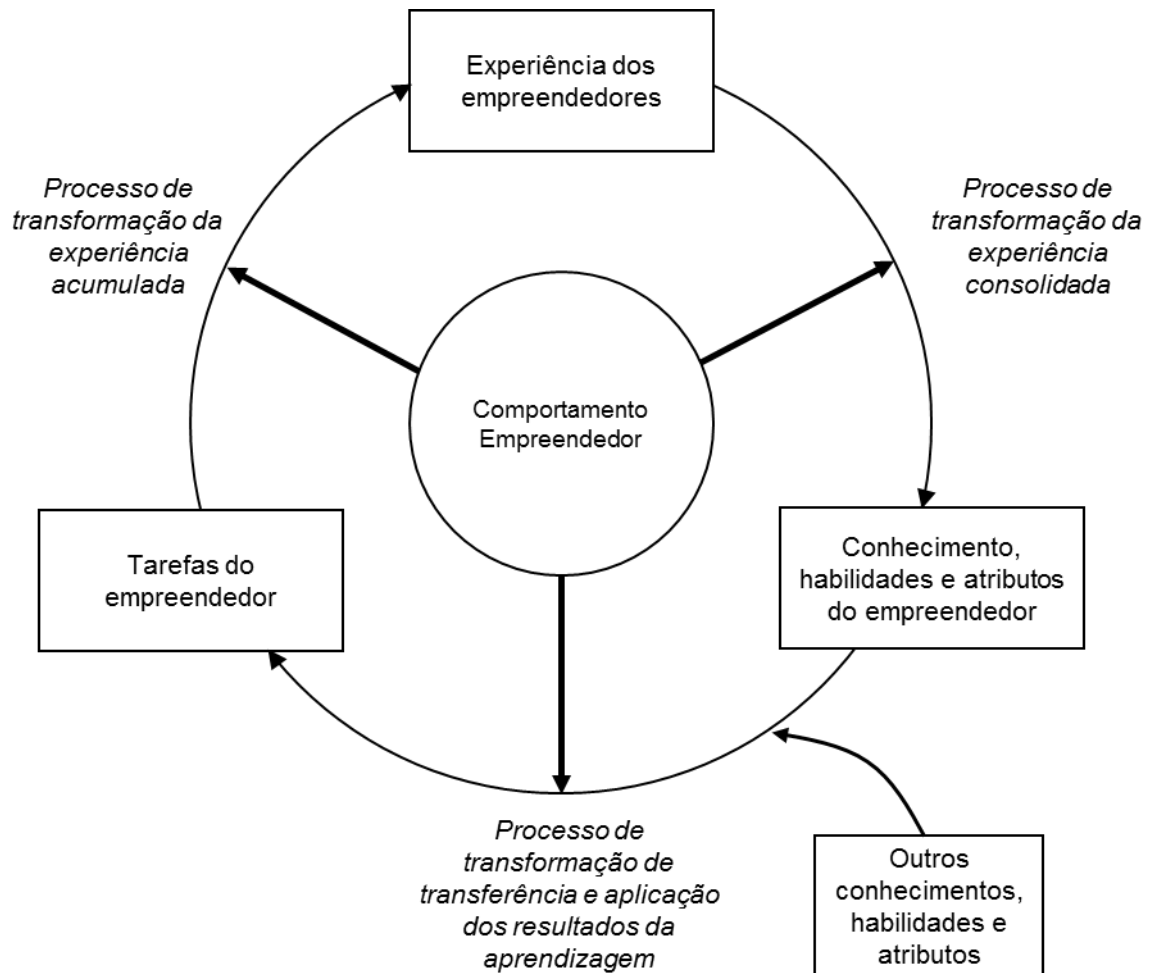 Experiência dos
empreendedores
Processo de
transformação da
experiência
acumulada
Processo de
transformação da
experiência
consolidada
Comportamento
Empreendedor
Tarefas do
empreendedor
Conhecimento,
habilidades e atributos
do empreendedor
Processo de
transformação de
transferência e aplicação
dos resultados da
aprendizagem
Outros
conhecimentos,
habilidades e
atributos